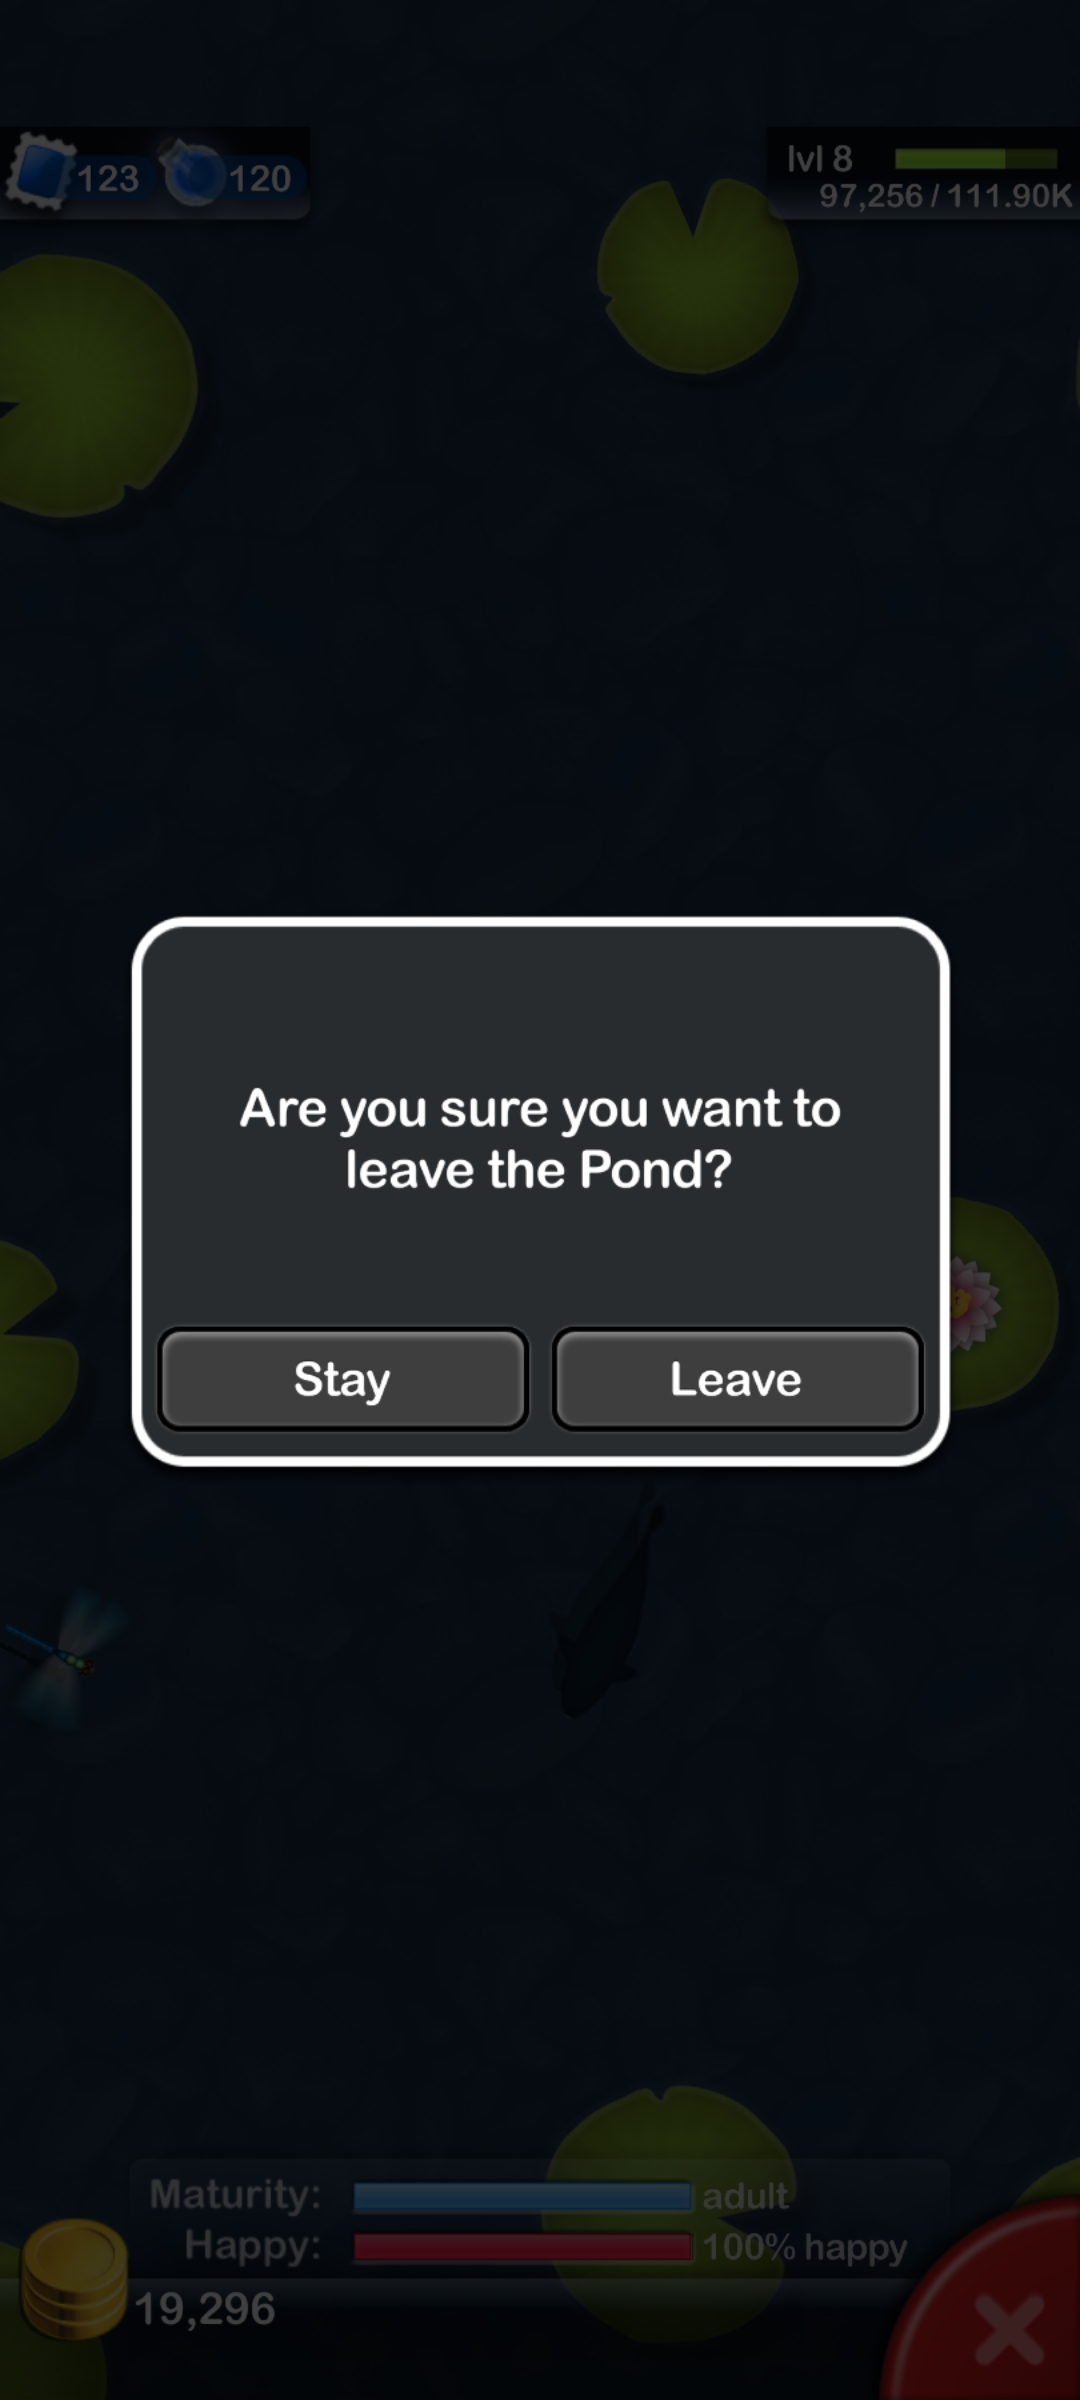 123 120
lvl 8
97,256 / 111.90K
Are you sure you want to
leave the Pond?
Stay Leave
Maturity: adult
Happy: 100% happy
19,296